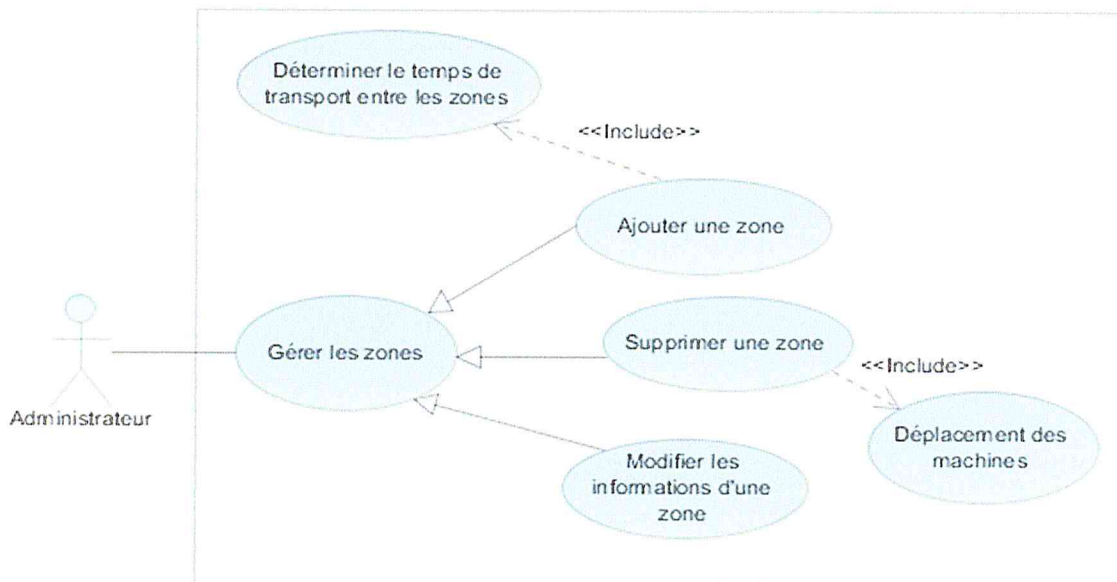 Déterminer le temps de
transport entre les zones
<<Include>>
Ajouter une zone
Gérer les zones
Supprimer une zone
<<Include>>
Administrateur
Déplacement des
machines
Modifier les
informations d'une
zone